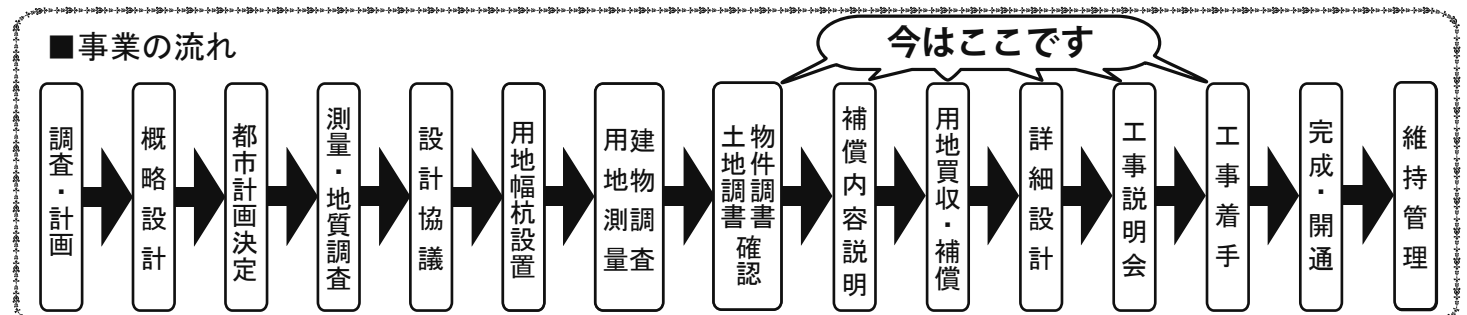 ■事業の流れ
今はここです
調査・計画
概略設計
都市計画決定
測量・地質調査
設計協議
用地幅杭設置
建物調査
用地測量
物件調書
土地調書
確認
補償内容説明
用地買収・補償
詳細設計
工事説明会
工事着手
完成・開通
維持管理